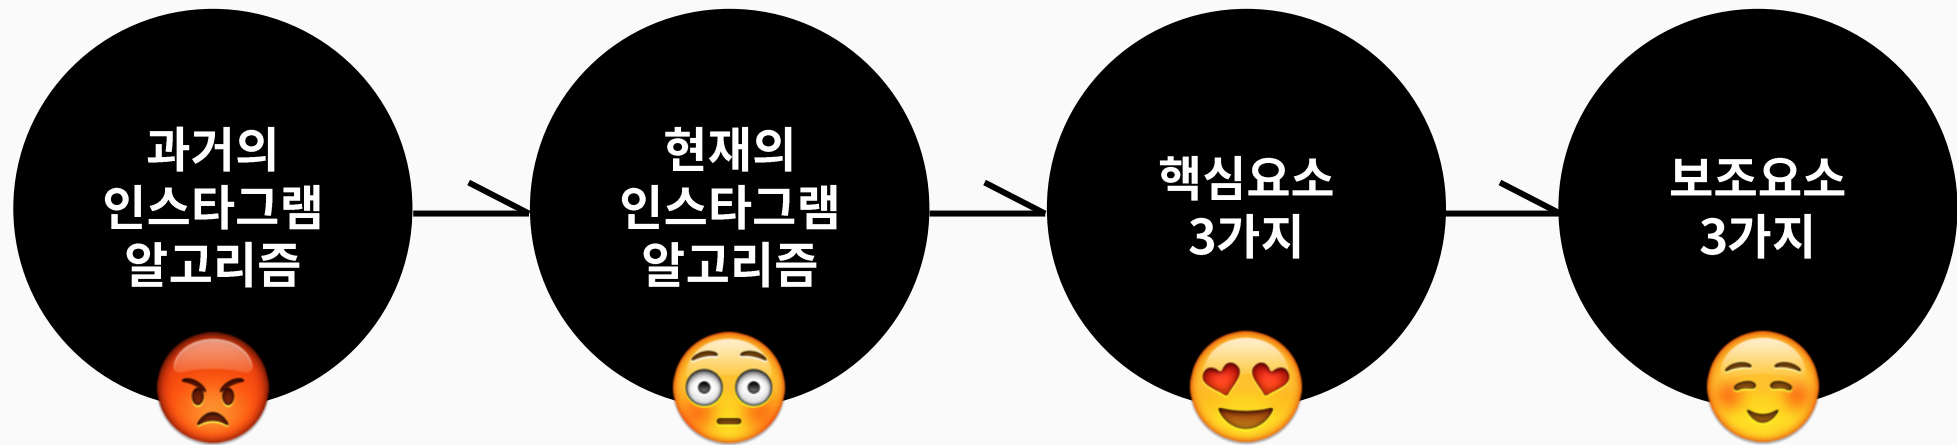 과거의
인스타그램
알고리즘
현재의
인스타그램
알고리즘
핵심요소
3가지
보조요소
3가지